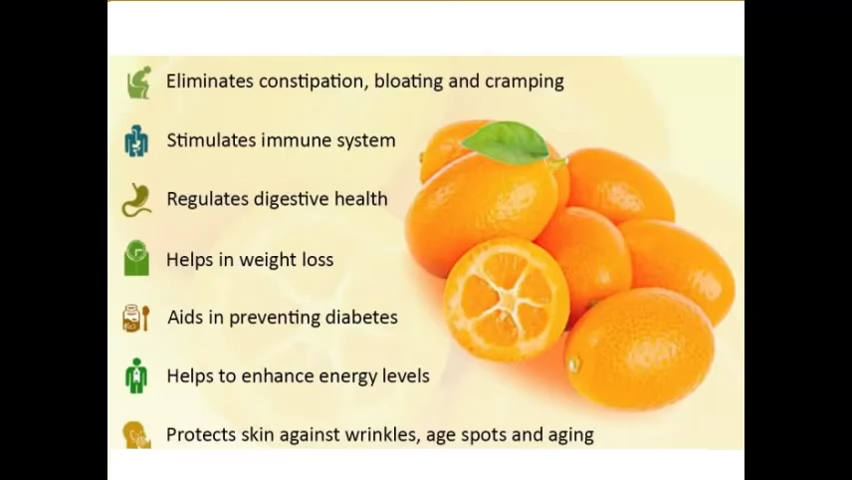 Eliminates constipation, bloating and cramping
Stimulates immune system
Regulates digestive health
Helps in weight loss
Aids in preventing diabetes
Helps to enhance energy levels
Protects skin against wrinkles, age spots and aging